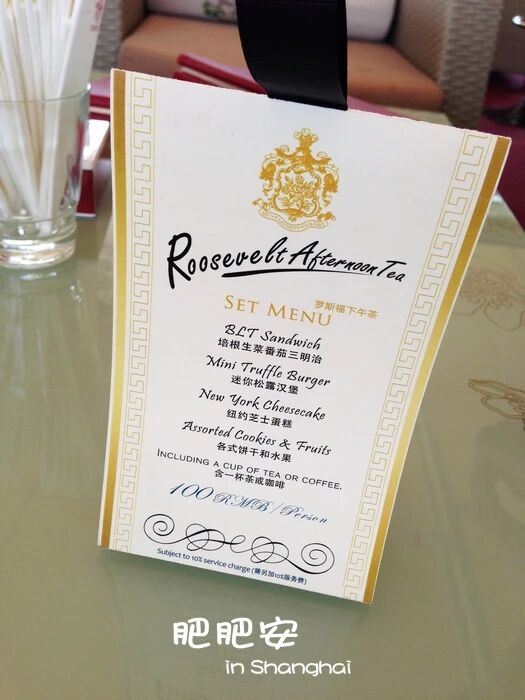 Roosevelt Afternoon Tea
SET MENU 罗斯福下午茶
BLT Sandwich
培根生菜番茄三明治
Mini Truffle Burger
迷你松露汉堡
New York Cheesecake
纽约芝士蛋糕
Assorted Cookies & Fruits
各式饼干和水果
INCLUDING A CUP OF TEA OR COFFEE.
含一杯茶或咖啡
100 RMB/Person
Subject to 10% service charge (需另加10%服务费)
肥肥安
in Shanghai